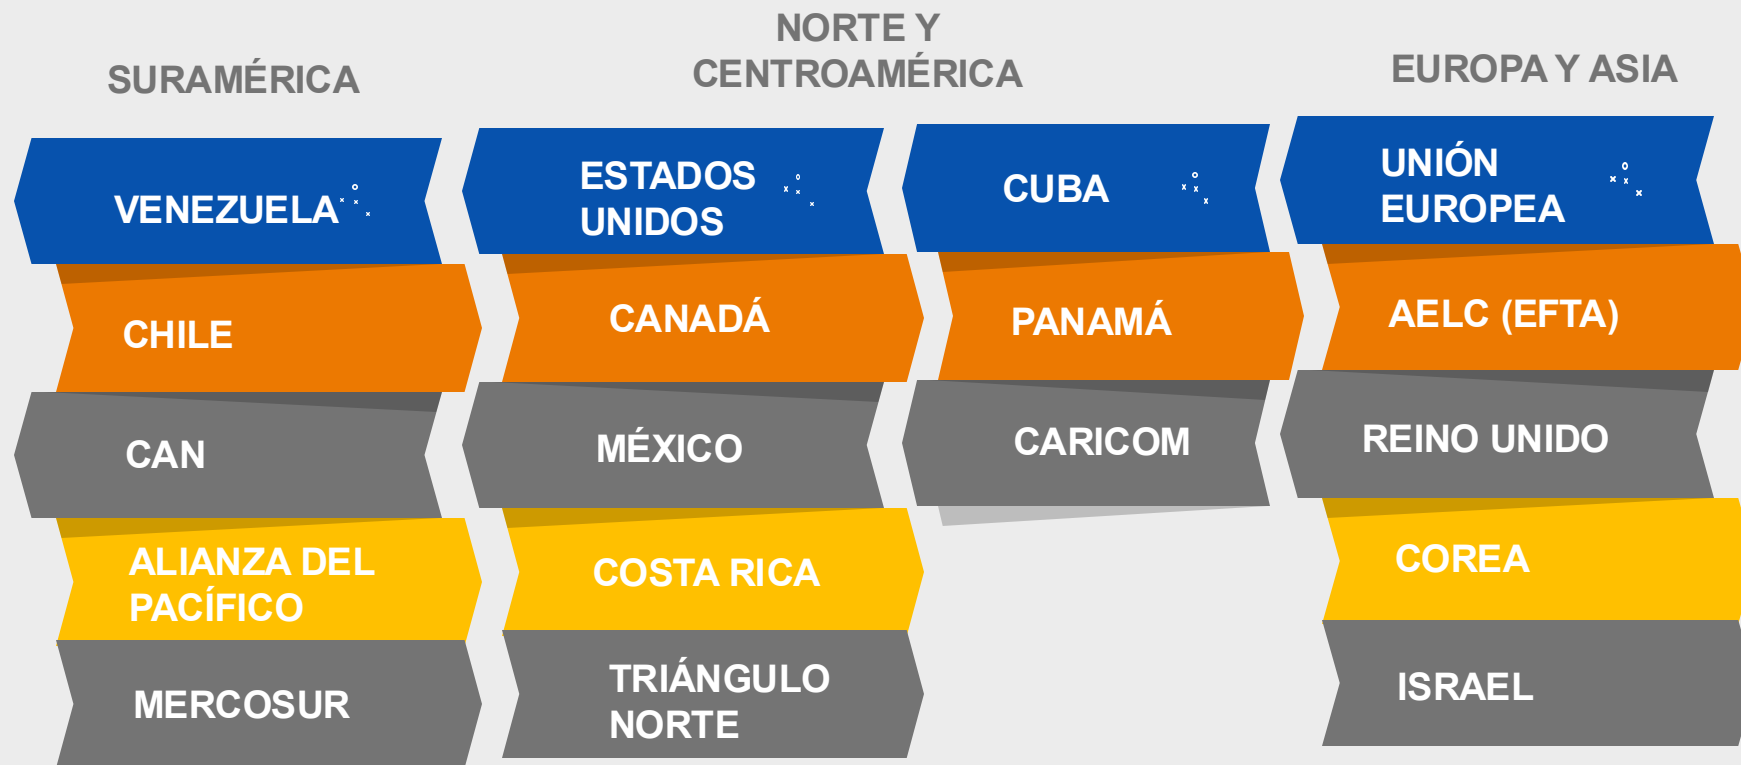 SURAMÉRICA
VENEZUELA
CHILE
CAN
ALIANZA DEL
PACÍFICO
MERCOSUR
NORTE Y
CENTROAMÉRICA
ESTADOS
UNIDOS
CANADÁ
MÉXICO
COSTA RICA
TRIÁNGULO
NORTE
CUBA
PANAMÁ
CARICOM
EUROPA Y ASIA
UNIÓN
EUROPEA
AELC (EFTA)
REINO UNIDO
COREA
ISRAEL